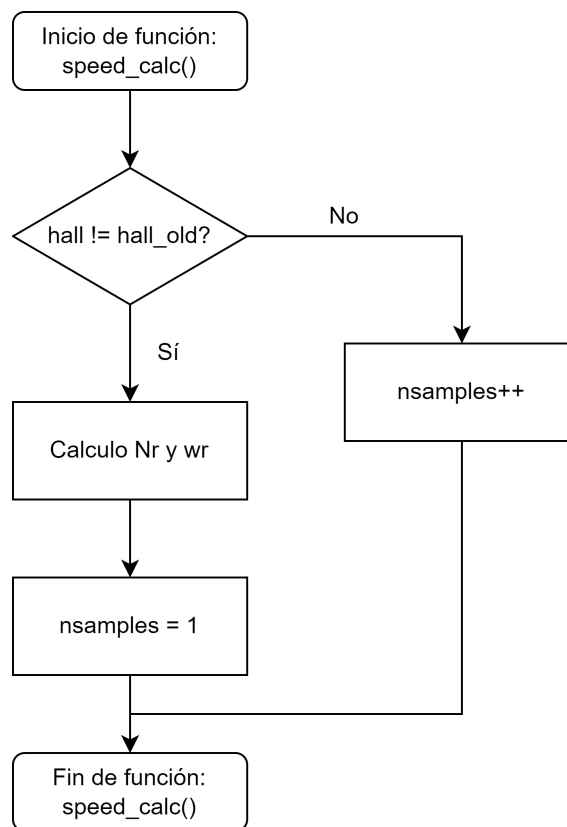 Inicio de función:
speed_calc()
hall != hall_old?
No
Sí
nsamples++
Calculo Nr y wr
nsamples = 1
Fin de función:
speed_calc()